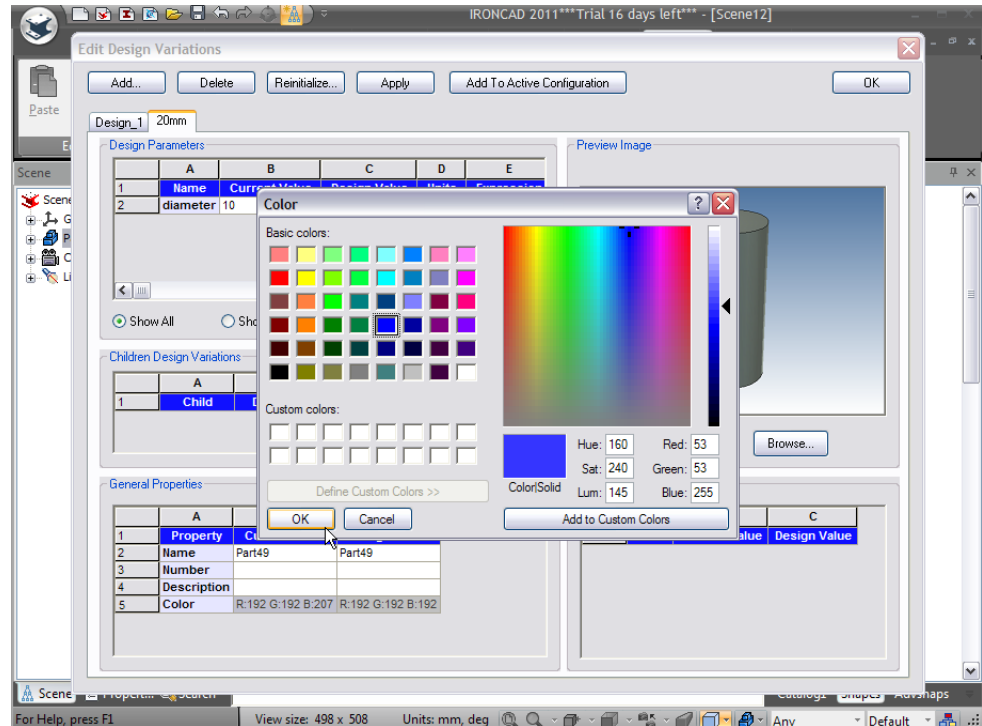 IRONCAD 2011***Trial 16 days left*** - [Scene12]
Edit Design Variations
Add... Delete Reinitialize... Apply Add To Active Configuration OK
Paste
Design_1 20mm
Design Parameters Preview Image
Scene
A B C D E
1 Name Current Value Design Value Units Expression
2 diameter 10
Show All
Children Design Variations
A
1 Child
General Properties
A C
1 Property Design Value
2 Name Part49 Part49
3 Number
4 Description
5 Color R:192 G:192 B:207 R:192 G:192 B:192
Color
Basic colors:
Custom colors:
Define Custom Colors >>
OK Cancel
Color|Solid
Hue: 160 Red: 53
Sat: 240 Green: 53
Lum: 145 Blue: 255
Add to Custom Colors
Browse...
Scene Search
For Help, press F1 View size: 498 x 508 Units: mm, deg Any Default